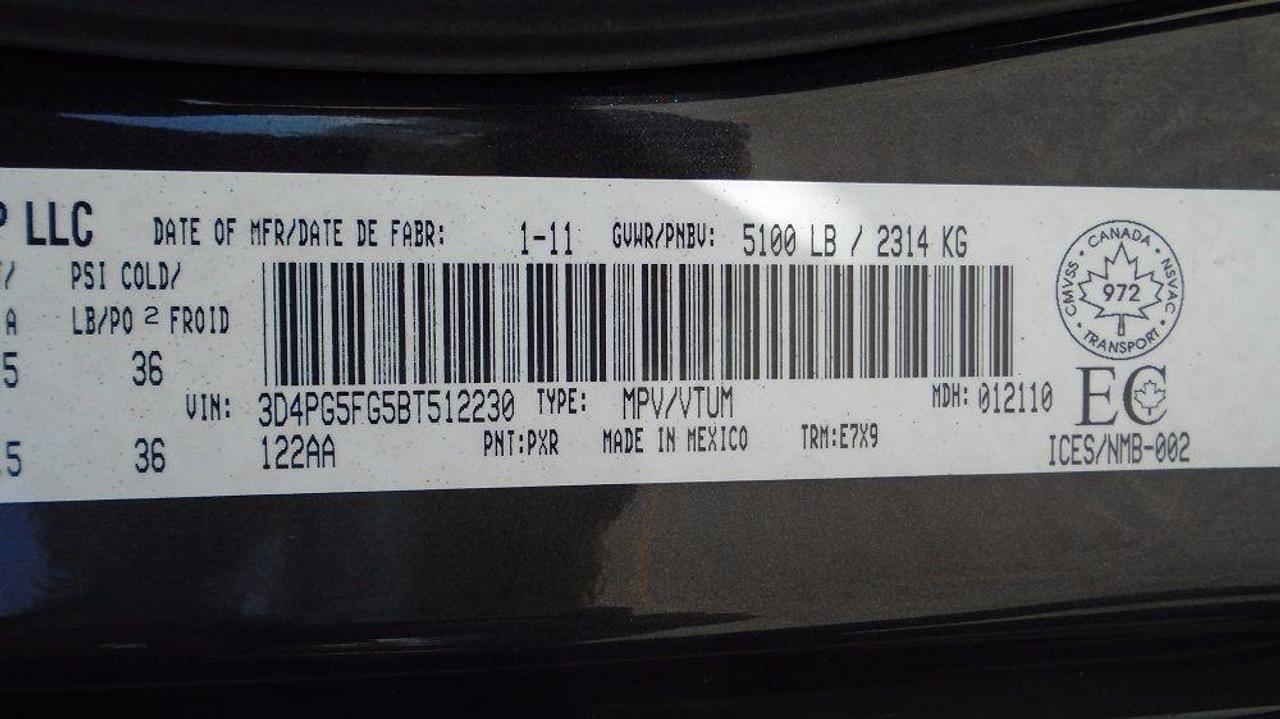 P LLC DATE OF MFR/DATE DE FABR: 1-11 GVWR/PNBV: 5100 LB / 2314 KG
/ PSI COLD/
A LB/PO 2 FROID
5 36
VIN: 3D4PG5FG5BT512230 TYPE: MPV/VTUM MDH: 012110
5 36 122AA PNT:PXR MADE IN MEXICO TRM:E7X9
CANADA
CMVSS · 972 · NSVAC
TRANSPORT
EC
ICES/NMB-002